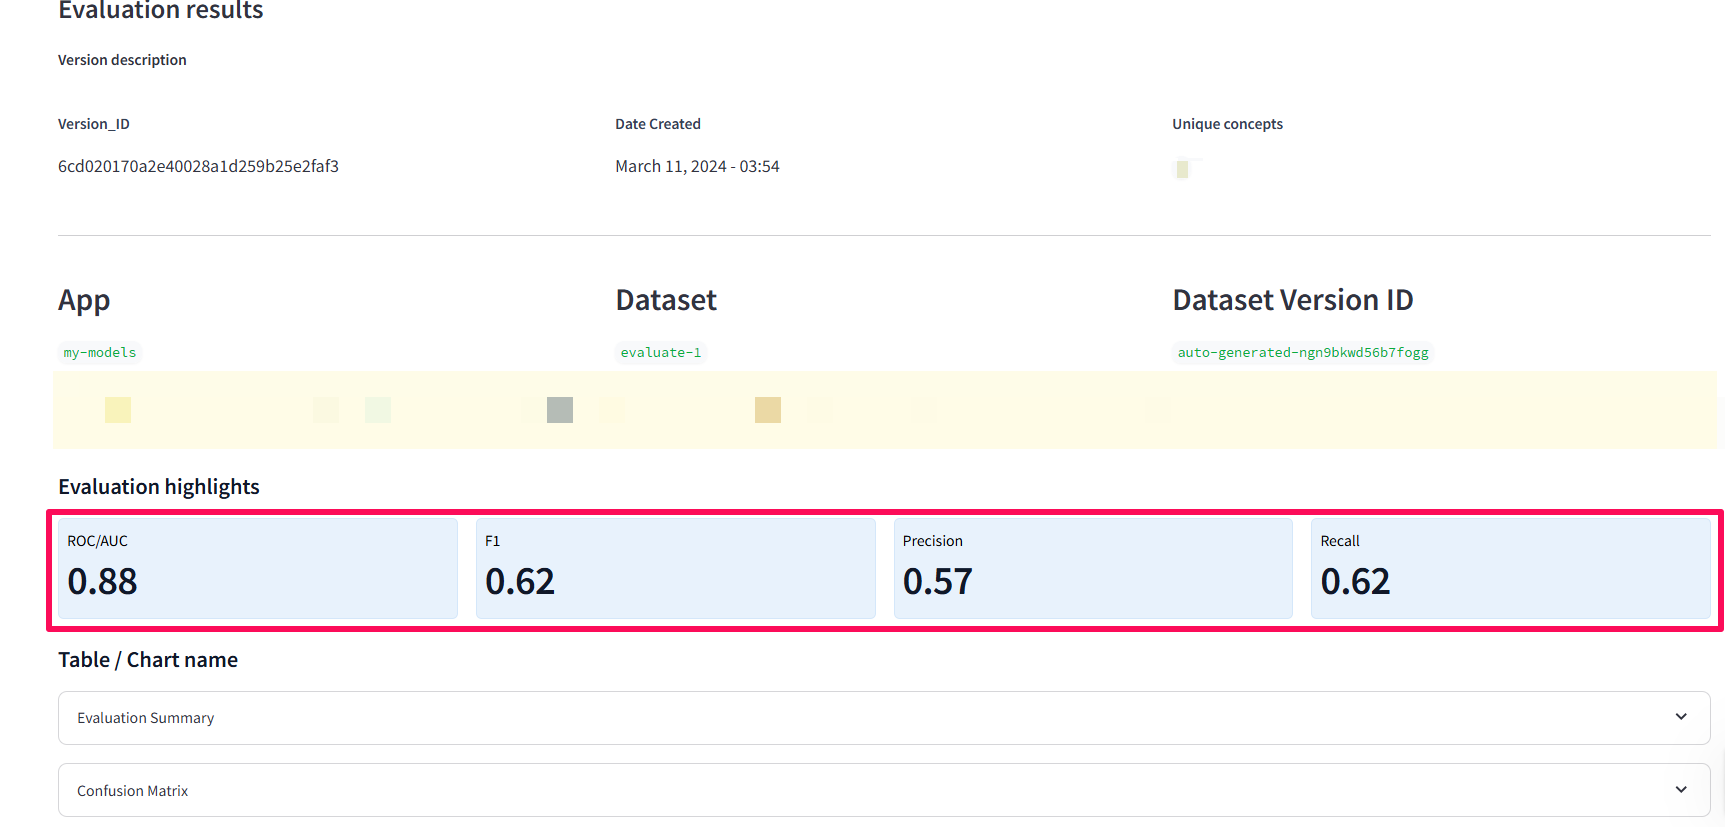 Evaluation results
Version description
Version_ID
Date Created
Unique concepts
6cd020170a2e40028a1d259b25e2faf3
March 11, 2024 - 03:54
App
Dataset
Dataset Version ID
my-models
evaluate-1
auto-generated-ngn9bkwd56b7fogg
Evaluation highlights
ROC/AUC
0.88
F1
0.62
Precision
0.57
Recall
0.62
Table / Chart name
Evaluation Summary
Confusion Matrix